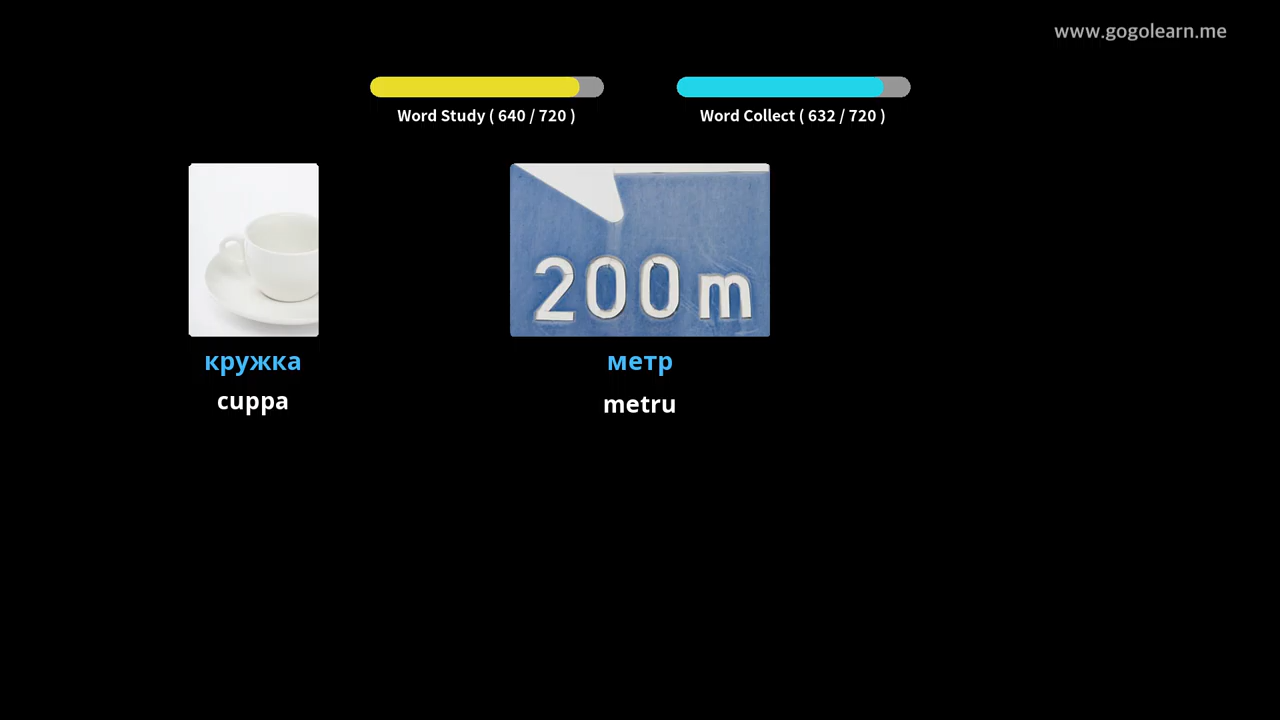 www.gogolearn.me
Word Study ( 640 / 720 )
Word Collect ( 632 / 720 )
200 m
кружка
метр
cuppa
metru